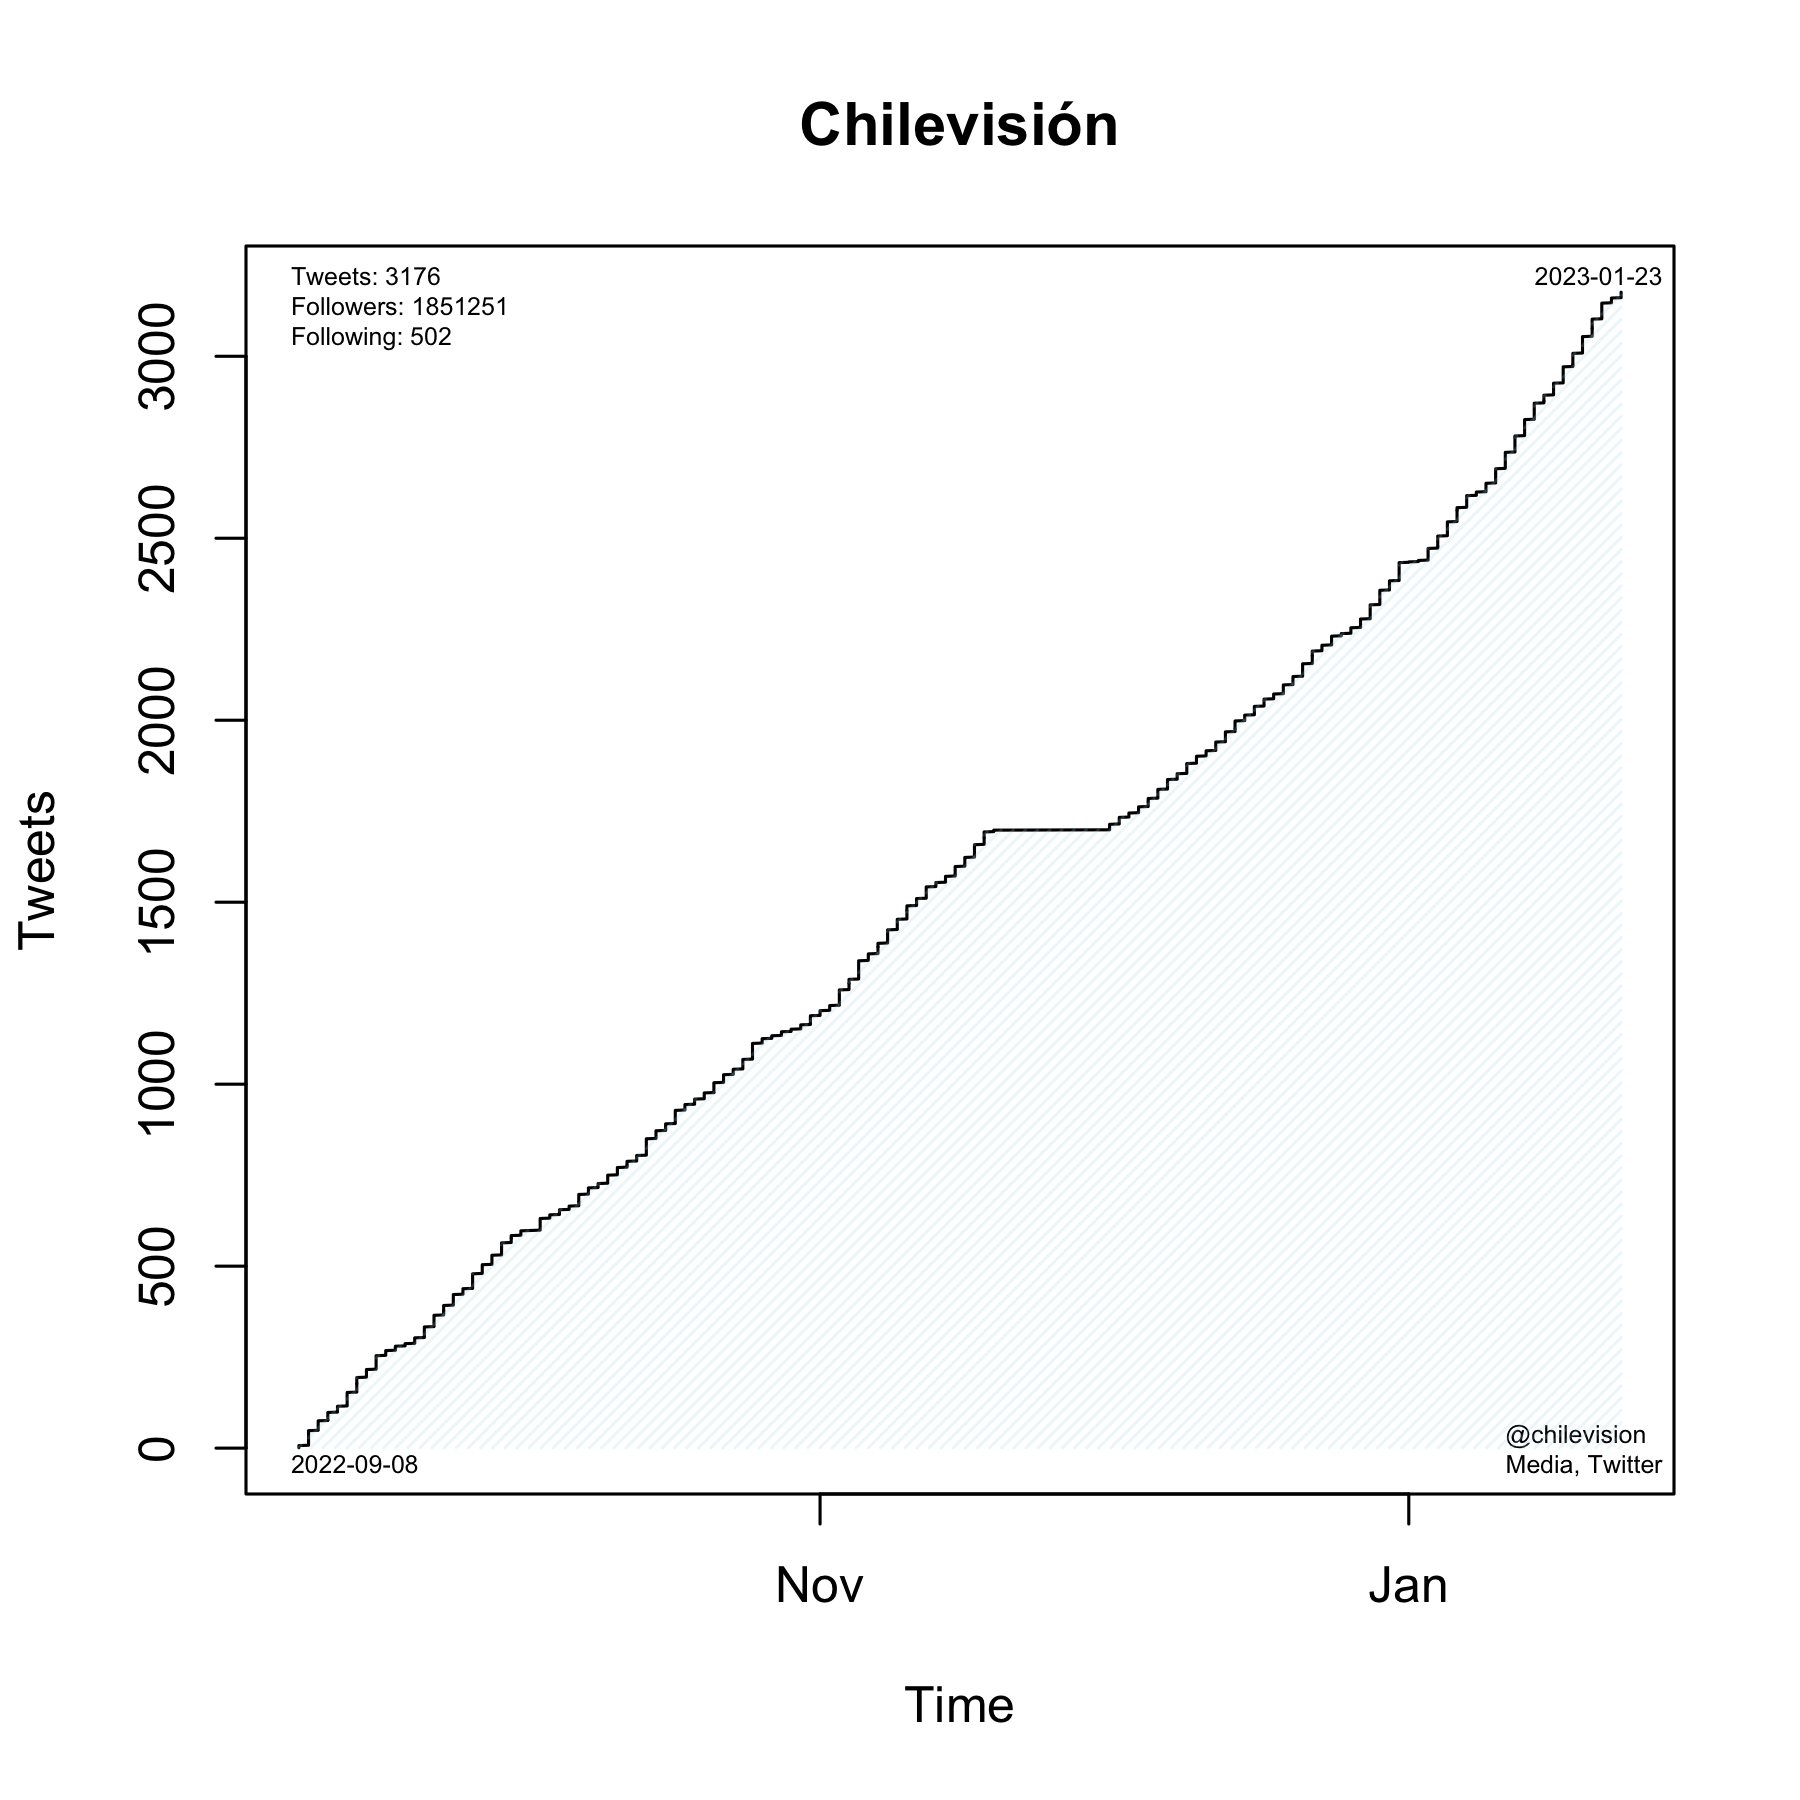 Chilevisión
Tweets: 3176
Followers: 1851251
Following: 502
2023-01-23
3000
2500
2000
1500
1000
500
0
Tweets
2022-09-08
@chilevision
Media, Twitter
Nov
Jan
Time